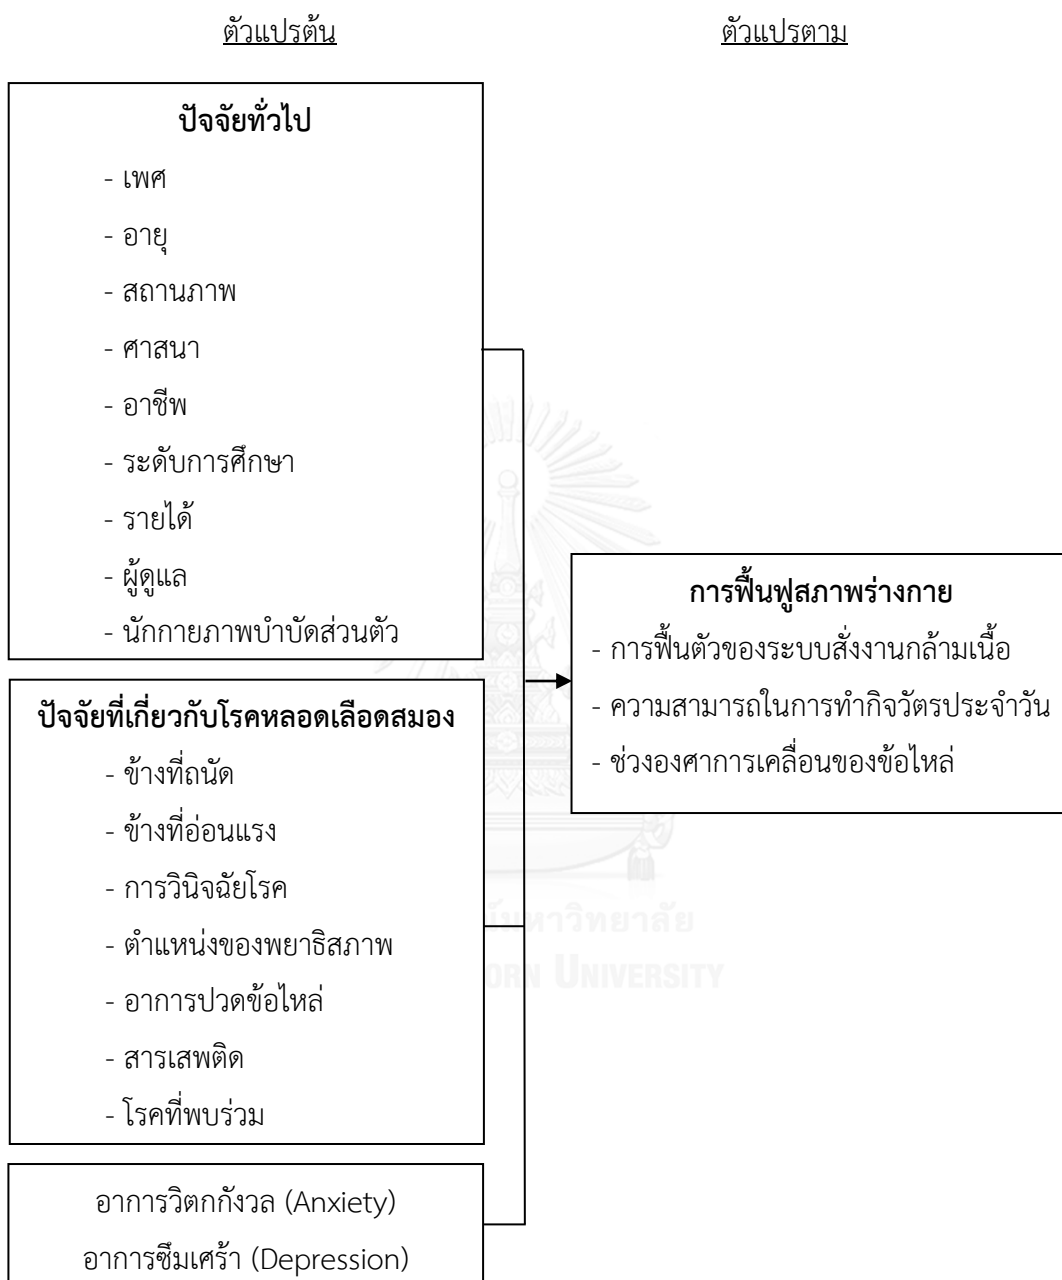 ตัวแปรต้น
ตัวแปรตาม
ปัจจัยทั่วไป
- เพศ
- อายุ
- สถานภาพ
- ศาสนา
- อาชีพ
- ระดับการศึกษา
- รายได้
- ผู้ดูแล
- นักกายภาพบำบัดส่วนตัว
ปัจจัยที่เกี่ยวกับโรคหลอดเลือดสมอง
- ข้างที่ถนัด
- ข้างที่อ่อนแรง
- การวินิจฉัยโรค
- ตำแหน่งของพยาธิสภาพ
- อาการปวดข้อไหล่
- สารเสพติด
- โรคที่พบร่วม
อาการวิตกกังวล (Anxiety)
อาการซึมเศร้า (Depression)
การฟื้นฟูสภาพร่างกาย
- การฟื้นตัวของระบบสั่งงานกล้ามเนื้อ
- ความสามารถในการทำกิจวัตรประจำวัน
- ช่วงองศาการเคลื่อนของข้อไหล่
มหาวิทยาลัย
UNIVERSITY